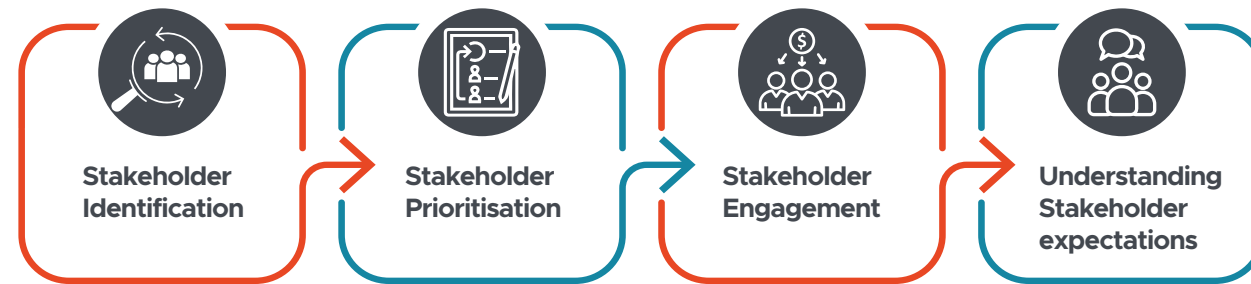 Stakeholder
Identification
Stakeholder
Prioritisation
$
Stakeholder
Engagement
Understanding
Stakeholder
expectations